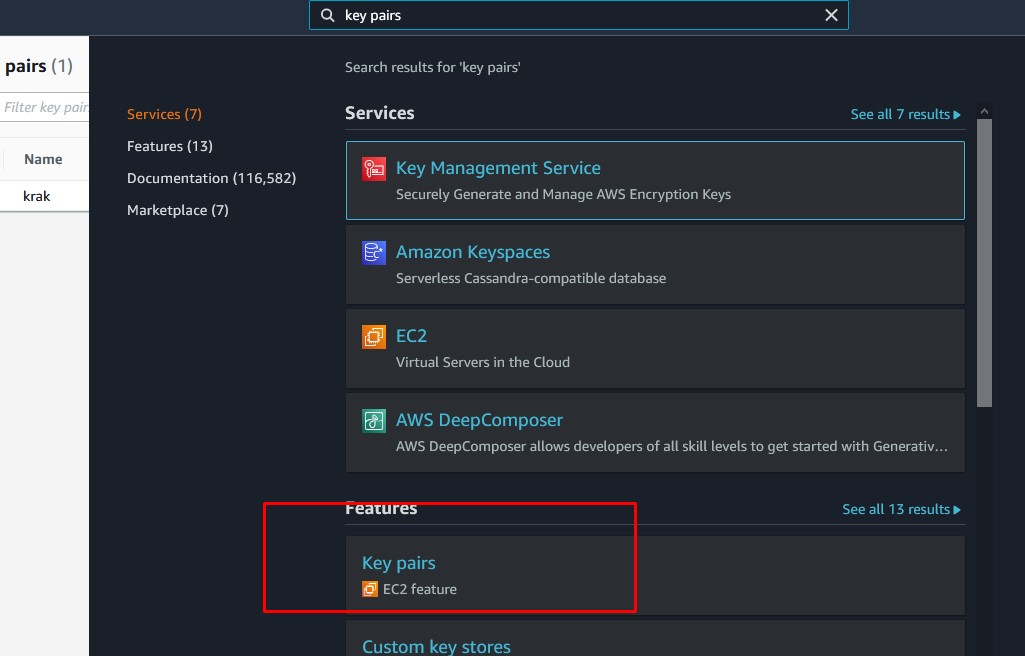 key pairs
pairs (1)
Filter key pair
Name
krak
Search results for 'key pairs'
Services (7)
Features (13)
Documentation (116,582)
Marketplace (7)
Services
See all 7 results
Key Management Service
Securely Generate and Manage AWS Encryption Keys
Amazon Keyspaces
Serverless Cassandra-compatible database
EC2
Virtual Servers in the Cloud
AWS DeepComposer
AWS DeepComposer allows developers of all skill levels to get started with Generativ…
Features
See all 13 results
Key pairs
EC2 feature
Custom key stores